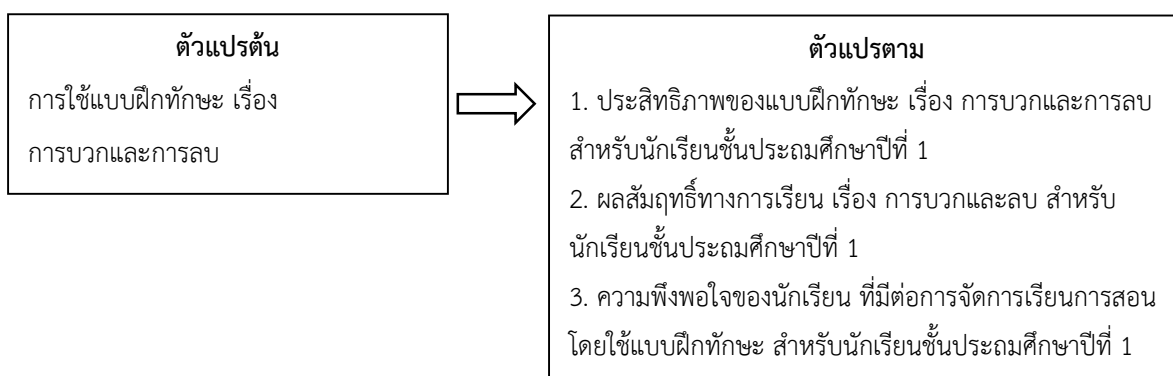 ตัวแปรต้น
การใช้แบบฝึกทักษะ เรื่อง
การบวกและการลบ
ตัวแปรตาม
1. ประสิทธิภาพของแบบฝึกทักษะ เรื่อง การบวกและการลบ
สำหรับนักเรียนชั้นประถมศึกษาปีที่ 1
2. ผลสัมฤทธิ์ทางการเรียน เรื่อง การบวกและลบ สำหรับ
นักเรียนชั้นประถมศึกษาปีที่ 1
3. ความพึงพอใจของนักเรียน ที่มีต่อการจัดการเรียนการสอน
โดยใช้แบบฝึกทักษะ สำหรับนักเรียนชั้นประถมศึกษาปีที่ 1